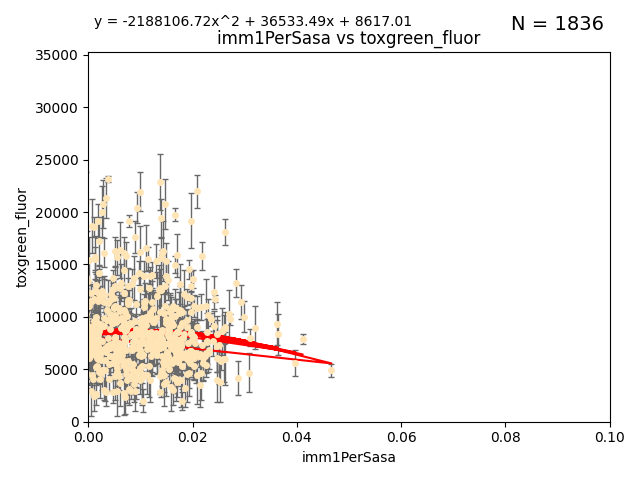 y = -2188106.72x^2 + 36533.49x + 8617.01
N = 1836
imm1PerSasa vs toxgreen_fluor
35000
30000
25000
20000
15000
10000
5000
0
toxgreen_fluor
0.00 0.02 0.04 0.06 0.08 0.10
imm1PerSasa